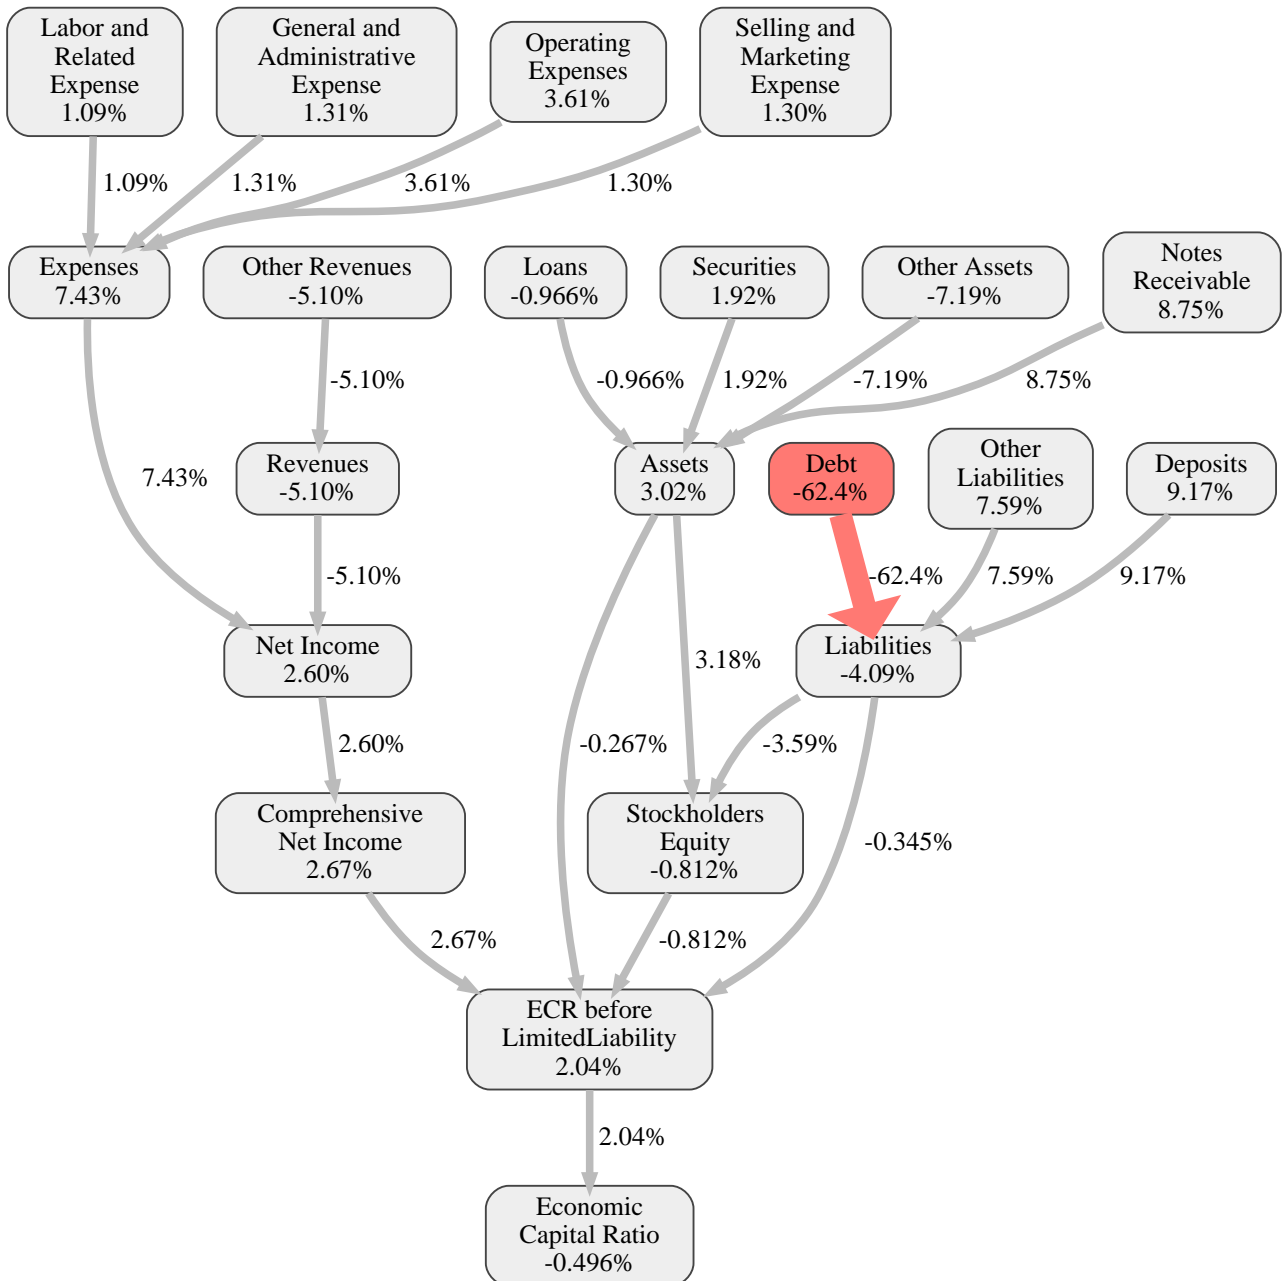 Labor and
Related
Expense
1.09%
General and
Administrative
Expense
1.31%
Operating
Expenses
3.61%
Selling and
Marketing
Expense
1.30%
1.09%
1.31%
3.61%
1.30%
Expenses
7.43%
Other Revenues
-5.10%
Loans
-0.966%
Securities
1.92%
Other Assets
-7.19%
Notes
Receivable
8.75%
-5.10%
-0.966%
1.92%
-7.19%
8.75%
7.43%
Revenues
-5.10%
Assets
3.02%
Debt
-62.4%
Other
Liabilities
7.59%
Deposits
9.17%
-5.10%
-62.4%
7.59%
9.17%
Net Income
2.60%
3.18%
Liabilities
-4.09%
2.60%
-0.267%
-3.59%
Comprehensive
Net Income
2.67%
Stockholders
Equity
-0.812%
-0.345%
2.67%
-0.812%
ECR before
LimitedLiability
2.04%
2.04%
Economic
Capital Ratio
-0.496%